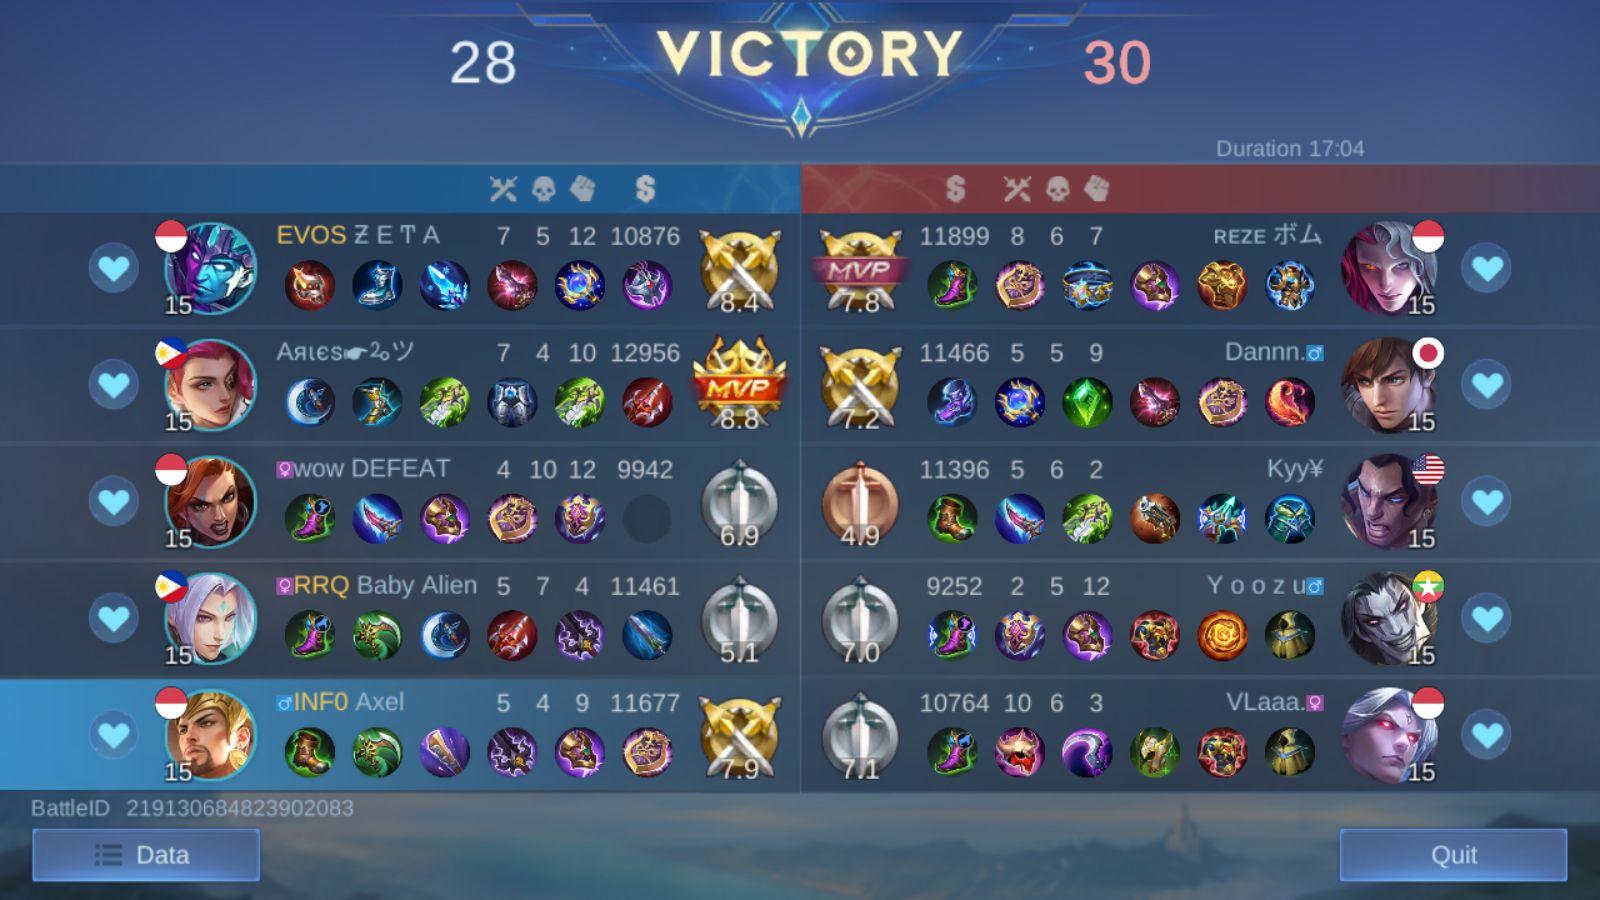 28 VICTORY 30
Duration 17:04
EVOS Ƶ E Ͳ A 7 5 12 10876
15 8.4
MVP 7.8 11899 8 6 7 REZE ボム
15
Aяιєs☛²ₒツ 7 4 10 12956
15 MVP 8.8
7.2 11466 5 5 9 Dannn.♂
15
♀wow DEFEAT 4 10 12 9942
15 6.9
4.9 11396 5 6 2 Kyy¥
15
♀RRQ Baby Alien 5 7 4 11461
15 5.1
7.0 9252 2 5 12 Y o o z u♂
15
♂INF0 Axel 5 4 9 11677
15 7.9
7.1 10764 10 6 3 VLaaa.♀
15
BattleID 219130684823902083
Data
Quit